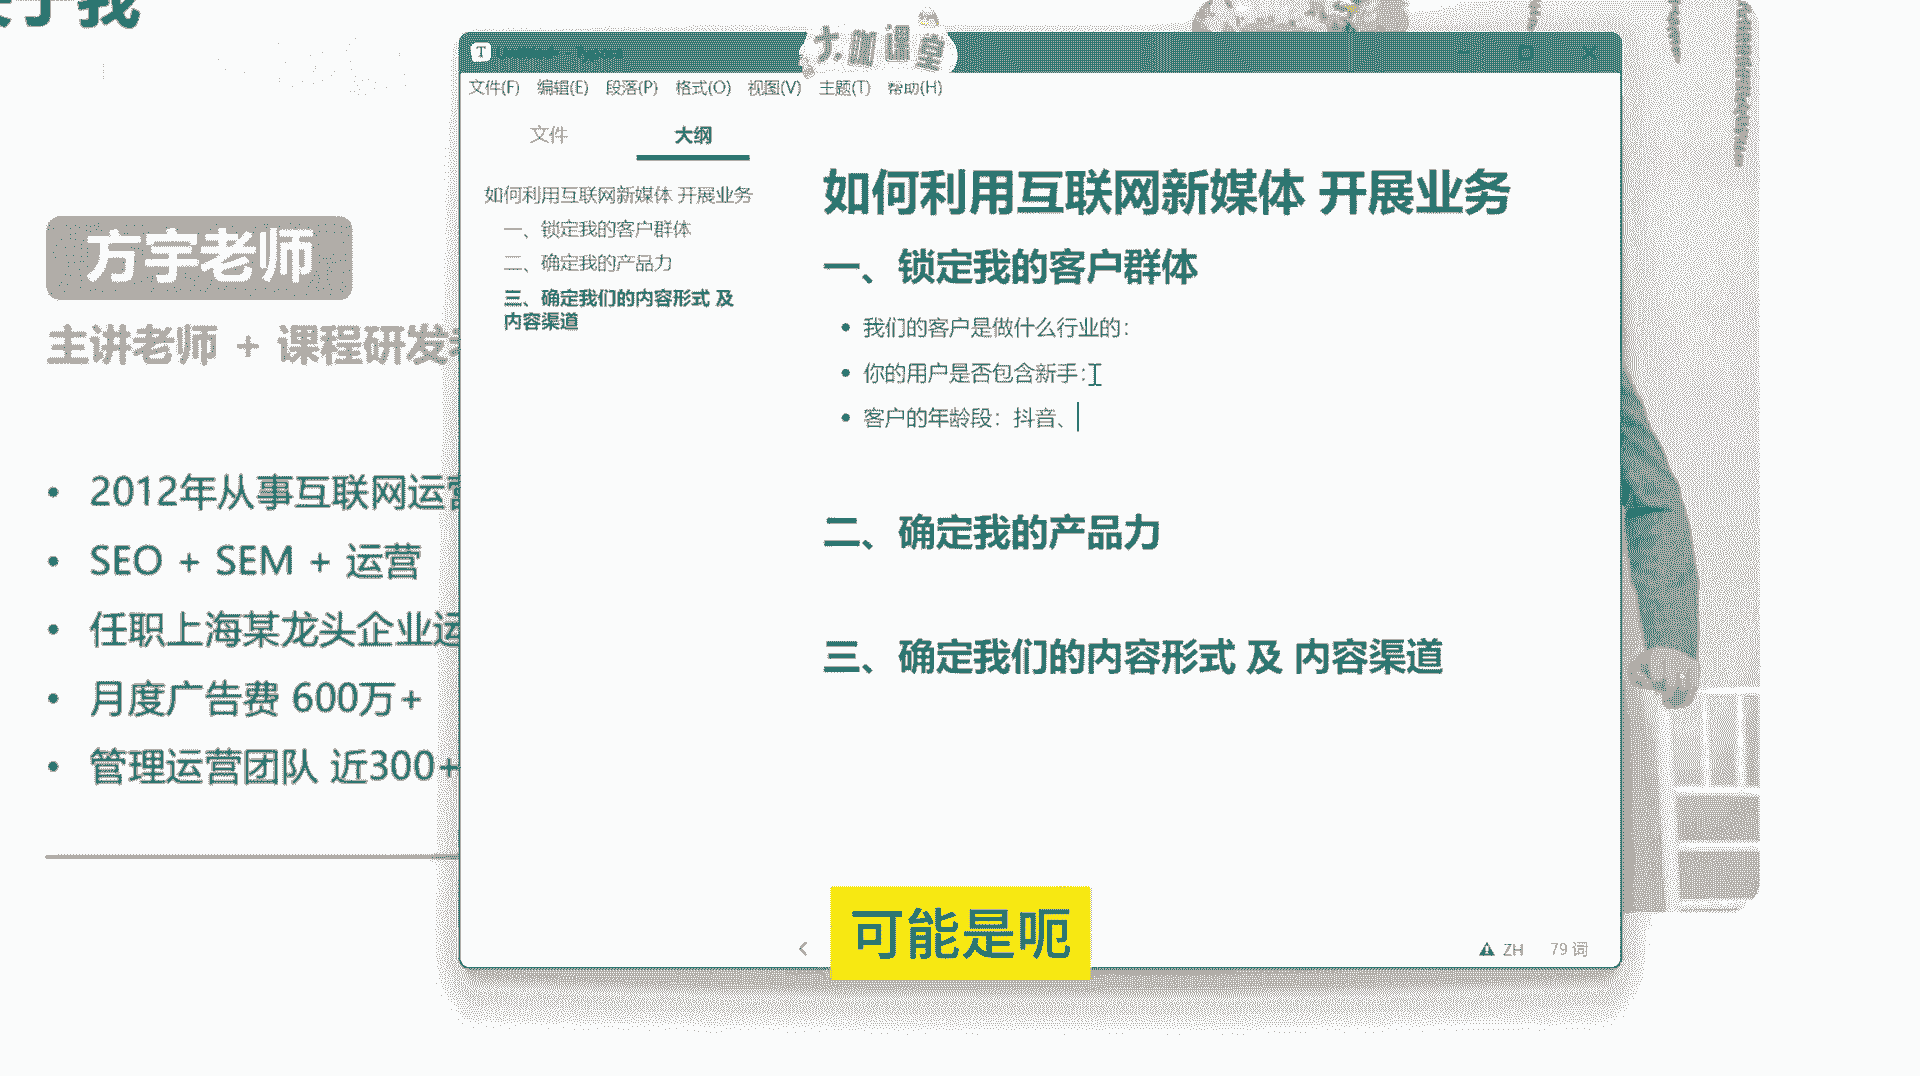 于我
方宇老师
主讲老师 + 课程研发
• 2012年从事互联网运营
• SEO + SEM + 运营
• 任职上海某龙头企业运
• 月度广告费 600万+
• 管理运营团队 近300+
大咖课堂
T
文件(F) 编辑(E) 段落(P) 格式(O) 视图(V) 主题(T) 帮助(H)
文件 大纲
如何利用互联网新媒体 开展业务
一、锁定我的客户群体
二、确定我的产品力
三、确定我们的内容形式 及
内容渠道
如何利用互联网新媒体 开展业务
一、锁定我的客户群体
• 我们的客户是做什么行业的：
• 你的用户是否包含新手：
• 客户的年龄段：抖音、
二、确定我的产品力
三、确定我们的内容形式 及 内容渠道
可能是呃
ZH 79 词